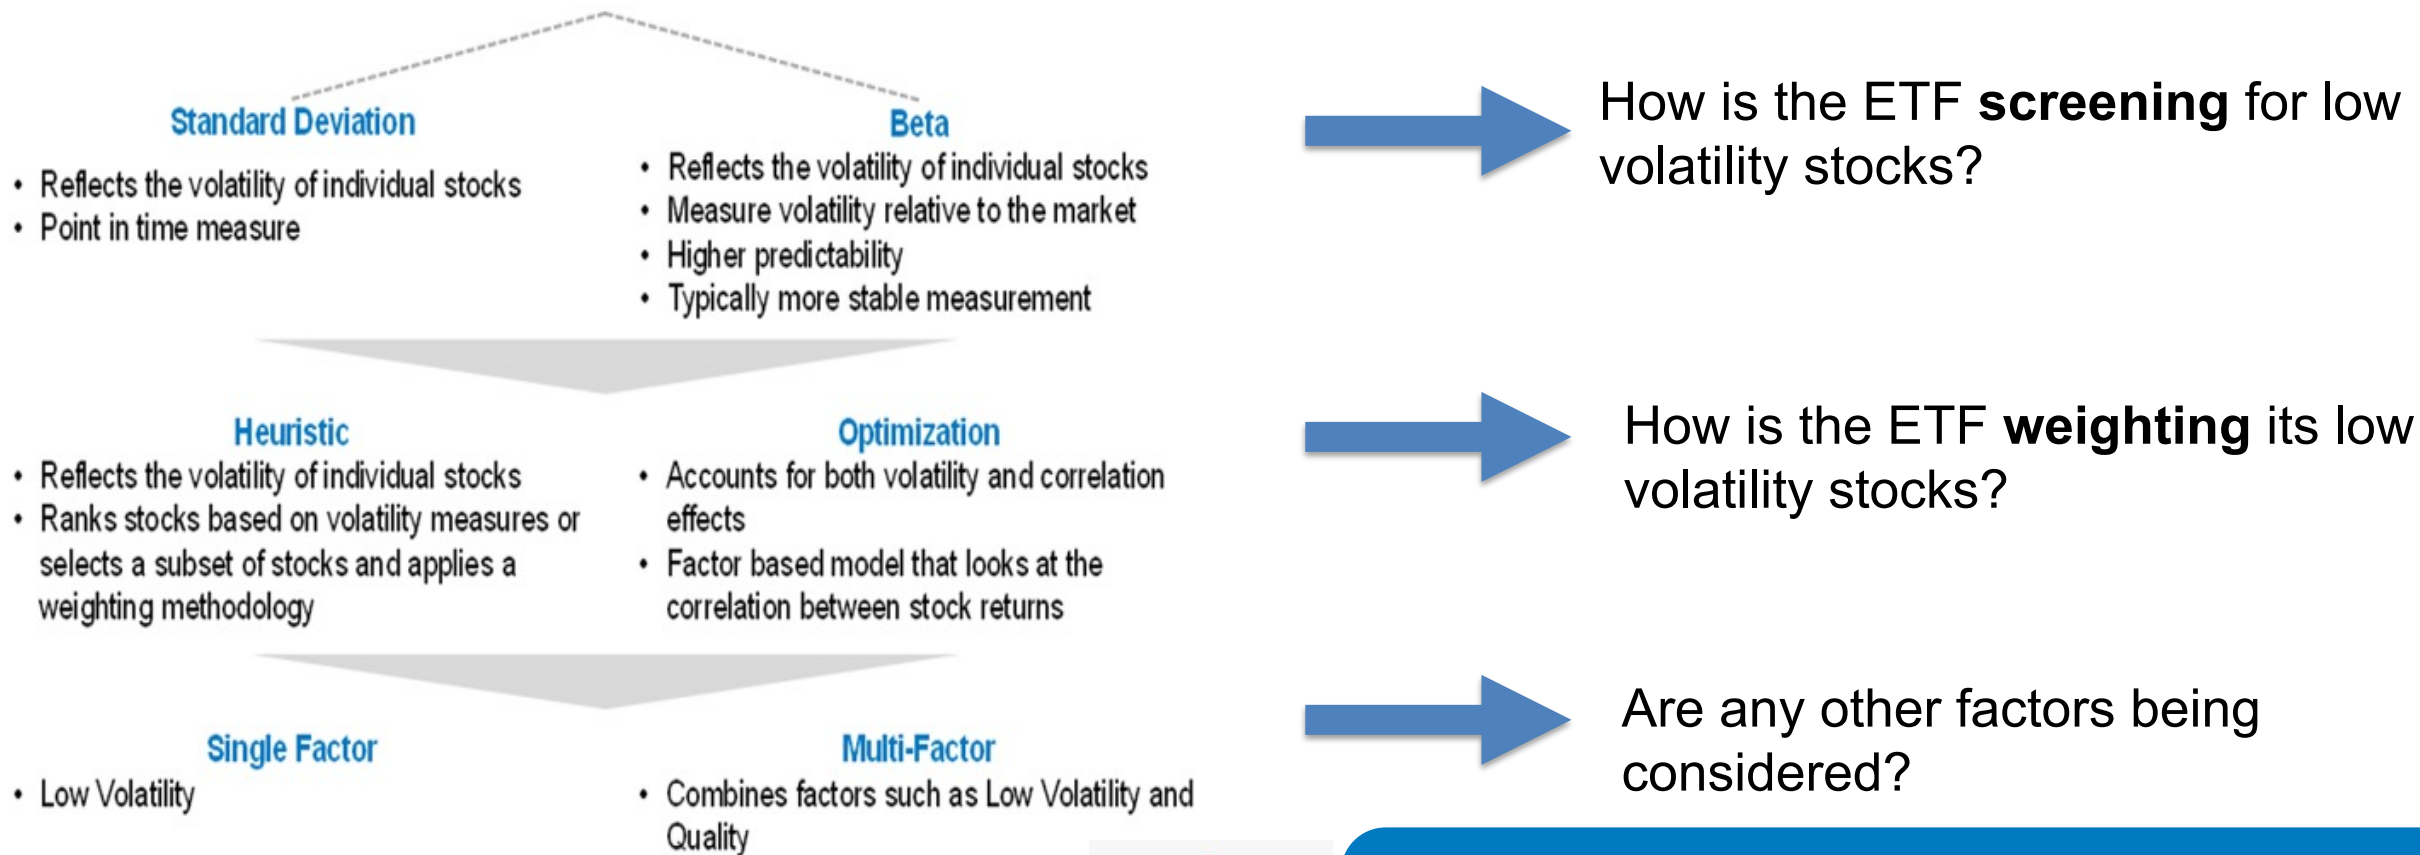 Standard Deviation
• Reflects the volatility of individual stocks
• Point in time measure
Beta
• Reflects the volatility of individual stocks
• Measure volatility relative to the market
• Higher predictability
• Typically more stable measurement
How is the ETF screening for low
volatility stocks?
Heuristic
• Reflects the volatility of individual stocks
• Ranks stocks based on volatility measures or
selects a subset of stocks and applies a
weighting methodology
Optimization
• Accounts for both volatility and correlation
effects
• Factor based model that looks at the
correlation between stock returns
How is the ETF weighting its low
volatility stocks?
Single Factor
• Low Volatility
Multi-Factor
• Combines factors such as Low Volatility and
Quality
Are any other factors being
considered?